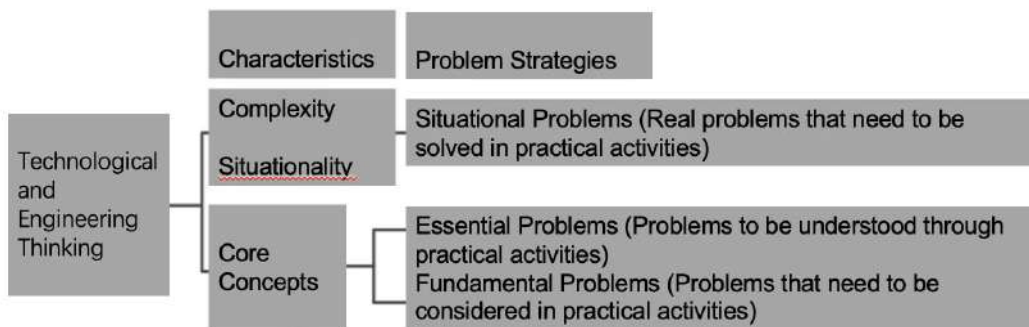 Characteristics
Problem Strategies
Technological
and
Engineering
Thinking
Complexity
Situationality
Situational Problems (Real problems that need to be
solved in practical activities)
Core
Concepts
Essential Problems (Problems to be understood through
practical activities)
Fundamental Problems (Problems that need to be
considered in practical activities)